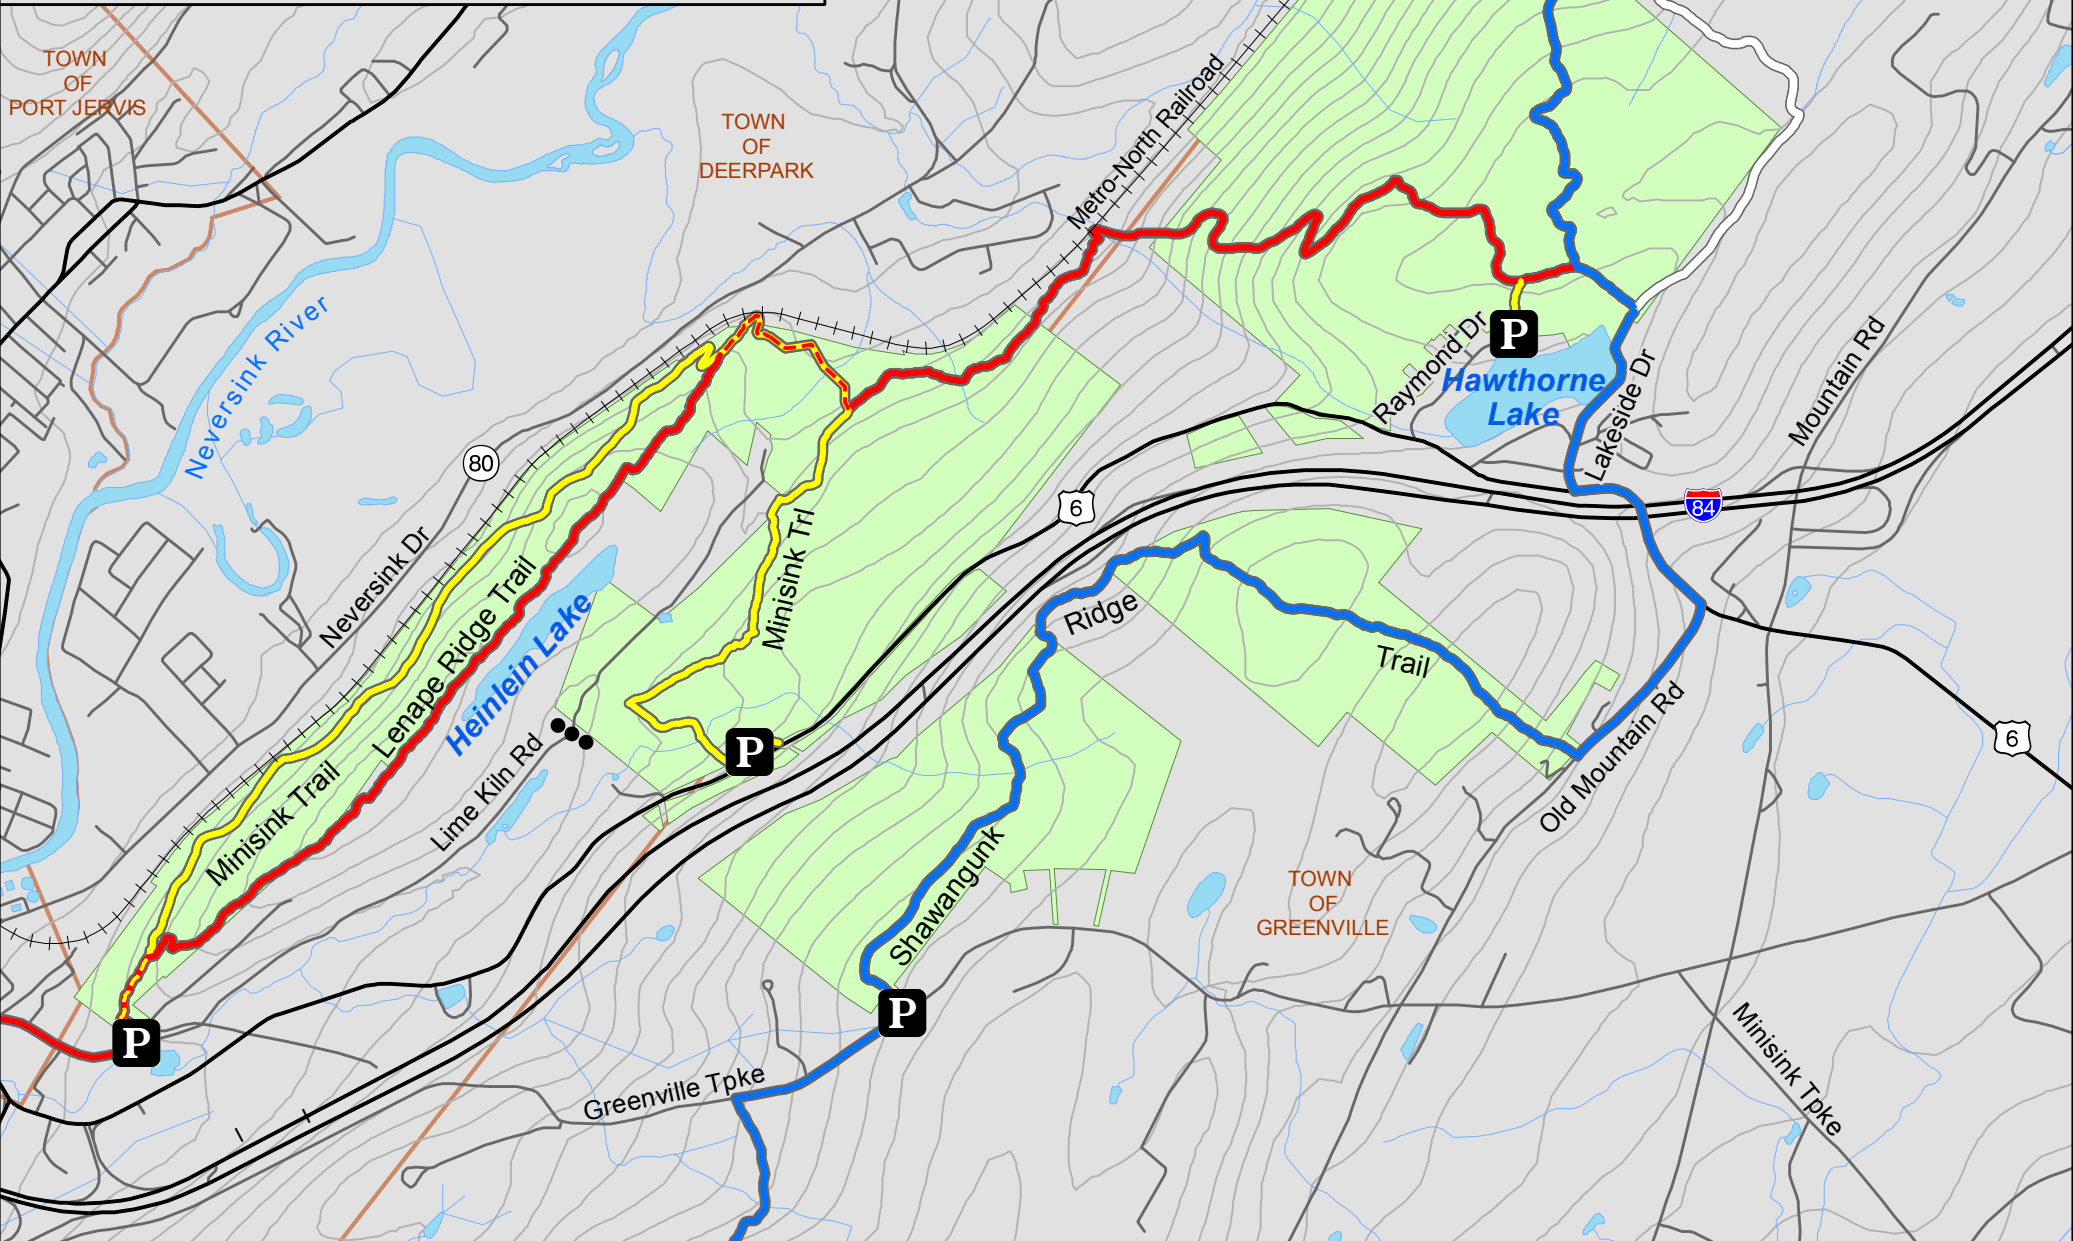 TOWN
OF
PORT JERVIS
TOWN
OF
DEERPARK
Metro-North Railroad
Neversink River
80
Neversink Dr
Lenape Ridge Trail
Heinlein Lake
Minisink Trl
Minisink Trail
Lime Kiln Rd
6
Raymond Dr
P
Hawthorne
Lake
Lakeside Dr
Mountain Rd
84
Ridge
Trail
Old Mountain Rd
6
P
Shawangunk
TOWN
OF
GREENVILLE
P
P
Greenville Tpke
Minisink Tpke